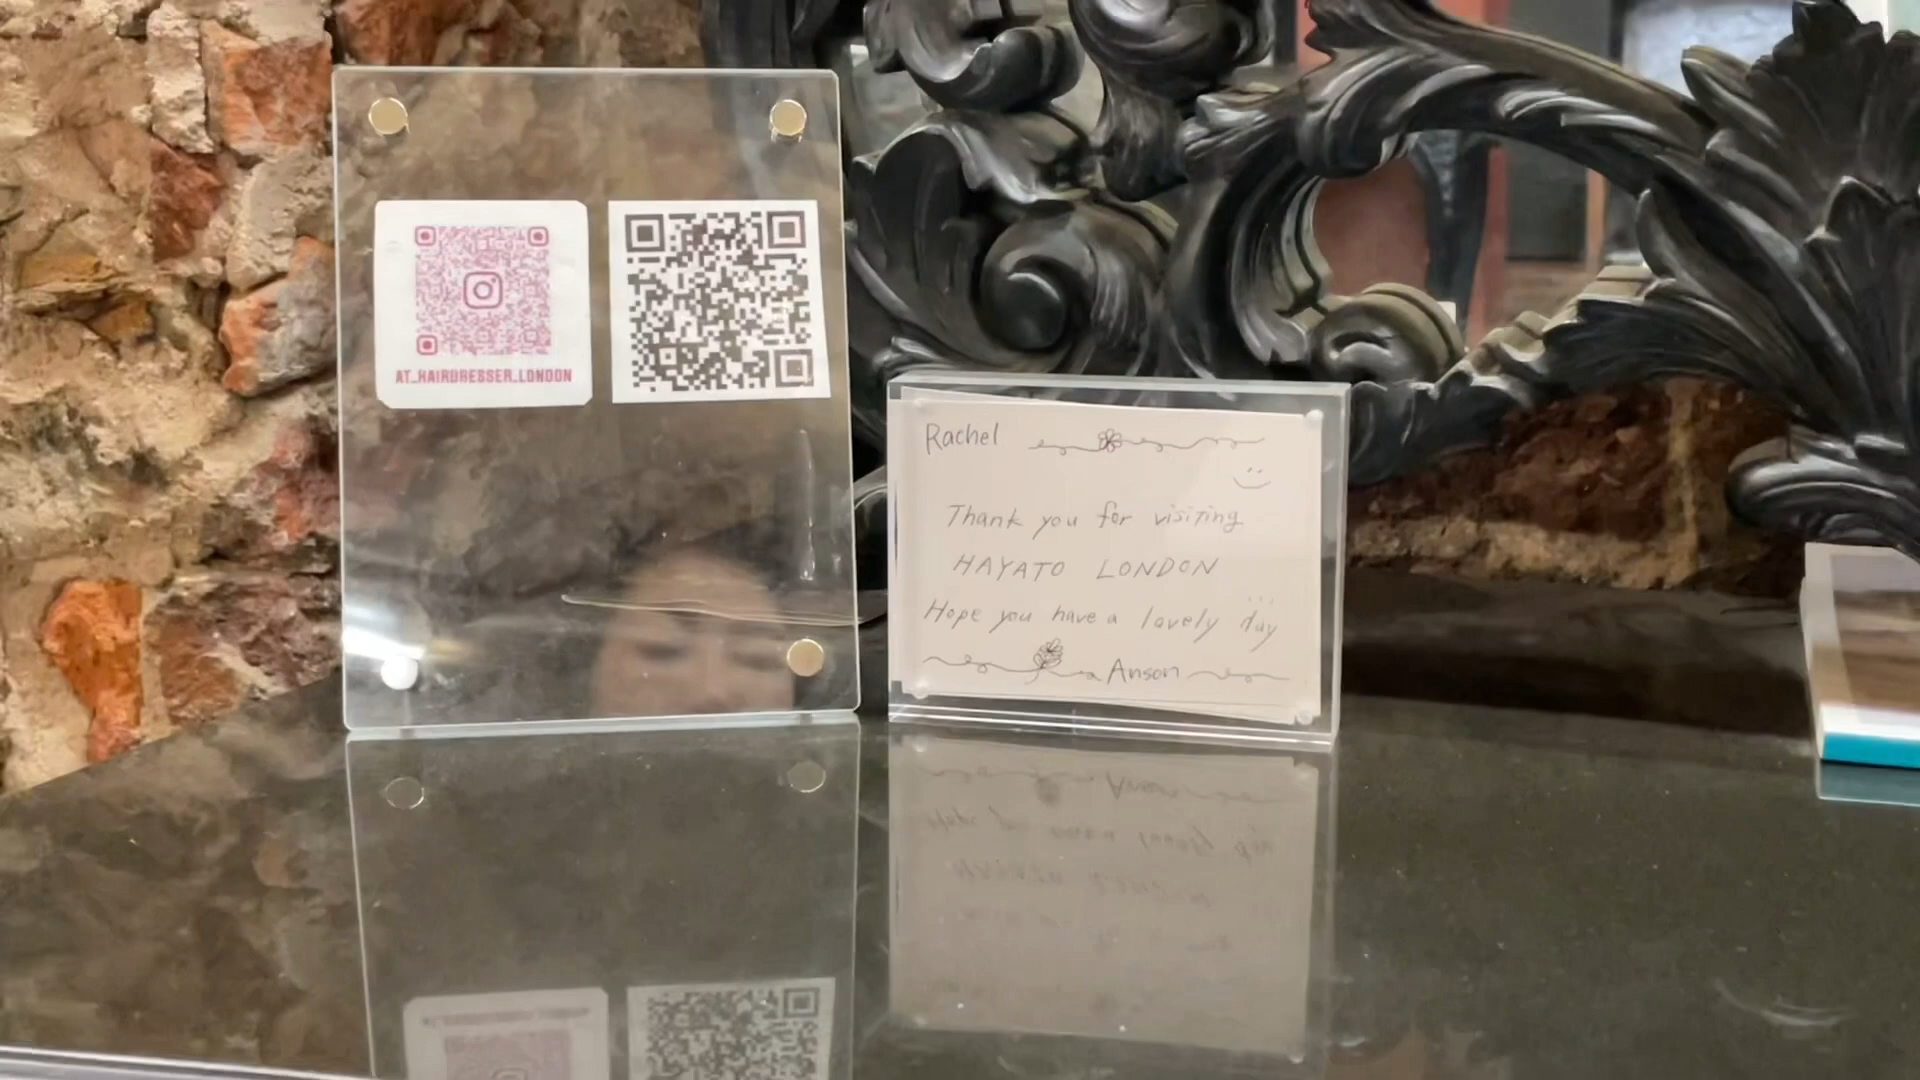 AT_HAIRDRESSER_LONDON
Rachel
Thank you for visiting
HAYATO LONDON
Hope you have a lovely day
Anson